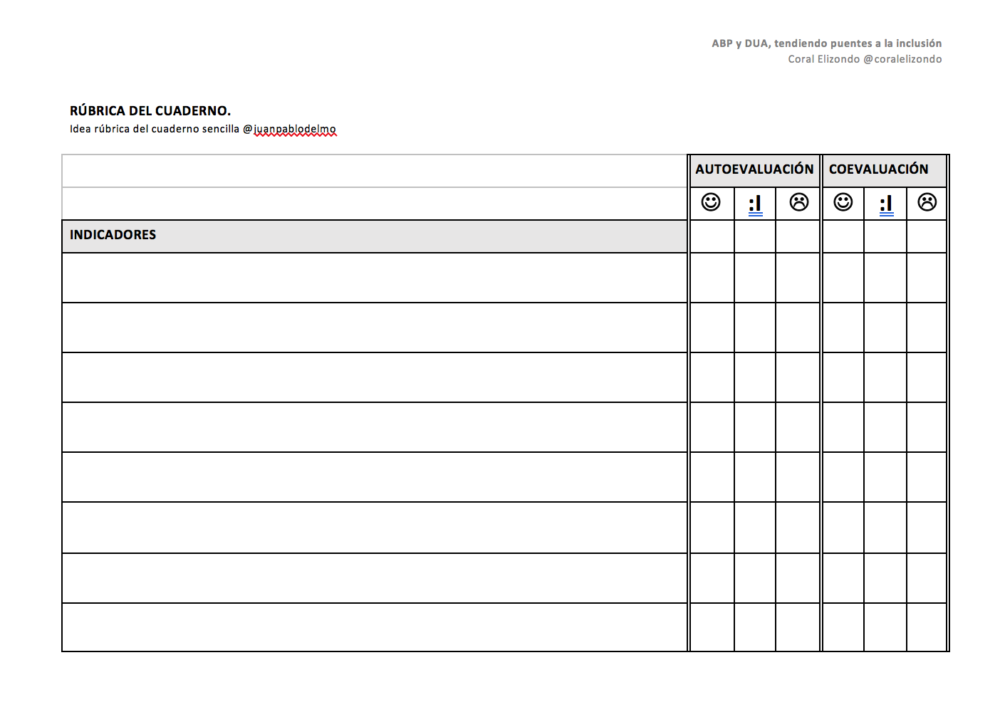 ABP y DUA, tendiendo puentes a la inclusión
Coral Elizondo @coralelizondo
RÚBRICA DEL CUADERNO.
Idea rúbrica del cuaderno sencilla @juanpablodelmo
AUTOEVALUACIÓN COEVALUACIÓN
☺ :I ☹ ☺ :I ☹
INDICADORES